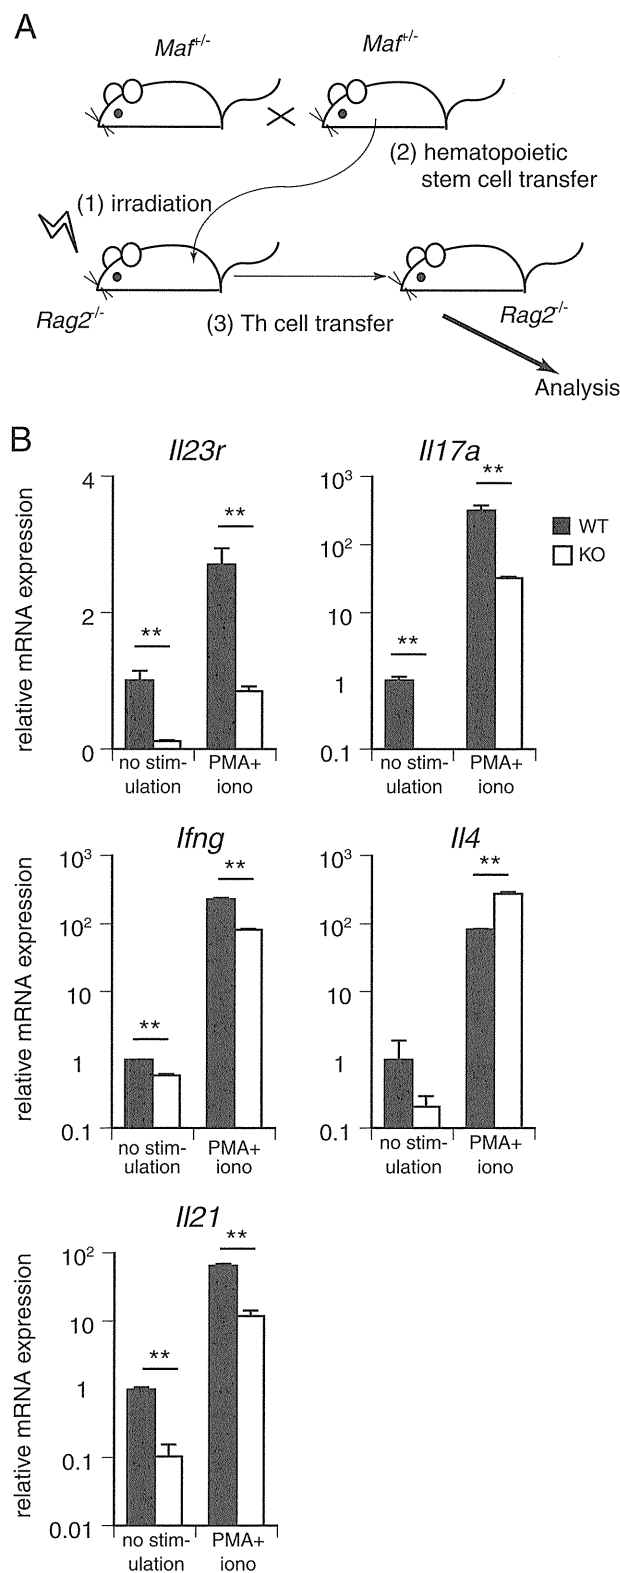 A
Maf+/-
Maf+/-
(2) hematopoietic
stem cell transfer
(1) irradiation
Rag2-/-
(3) Th cell transfer
Rag2-/-
Analysis
B
Il23r
Il17a
relative mRNA expression
4
2
0
**
**
no stim-
ulation
PMA+
iono
10³
10²
10
1
0.1
**
**
no stim-
ulation
PMA+
iono
WT
KO
Ifng
Il4
relative mRNA expression
10³
10²
10
1
0.1
**
**
no stim-
ulation
PMA+
iono
10³
10²
10
1
0.1
**
no stim-
ulation
PMA+
iono
Il21
relative mRNA expression
10²
10
1
0.1
0.01
**
**
no stim-
ulation
PMA+
iono